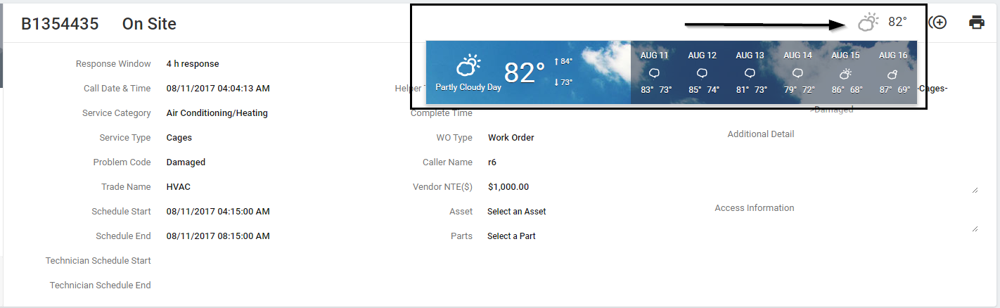 B1354435 On Site 82°
Partly Cloudy Day 82° ↑ 84° ↓ 73°
AUG 11 AUG 12 AUG 13 AUG 14 AUG 15 AUG 16
83° 73° 85° 74° 81° 73° 79° 72° 86° 68° 87° 69°
Response Window 4 h response
Call Date & Time 08/11/2017 04:04:13 AM
Service Category Air Conditioning/Heating
Service Type Cages
Problem Code Damaged
Trade Name HVAC
Schedule Start 08/11/2017 04:15:00 AM
Schedule End 08/11/2017 08:15:00 AM
Technician Schedule Start
Technician Schedule End
Helper
Complete Time
WO Type Work Order
Caller Name r6
Vendor NTE($) $1,000.00
Asset Select an Asset
Parts Select a Part
-Cages-
>Damaged
Additional Detail
Access Information